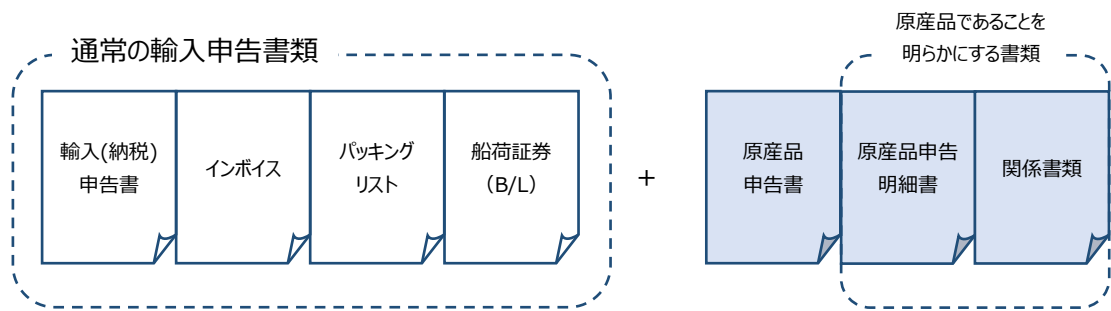 通常の輸入申告書類
原産品であることを
明らかにする書類
輸入(納税)
申告書
インボイス
パッキング
リスト
船荷証券
（B/L）
+
原産品
申告書
原産品申告
明細書
関係書類